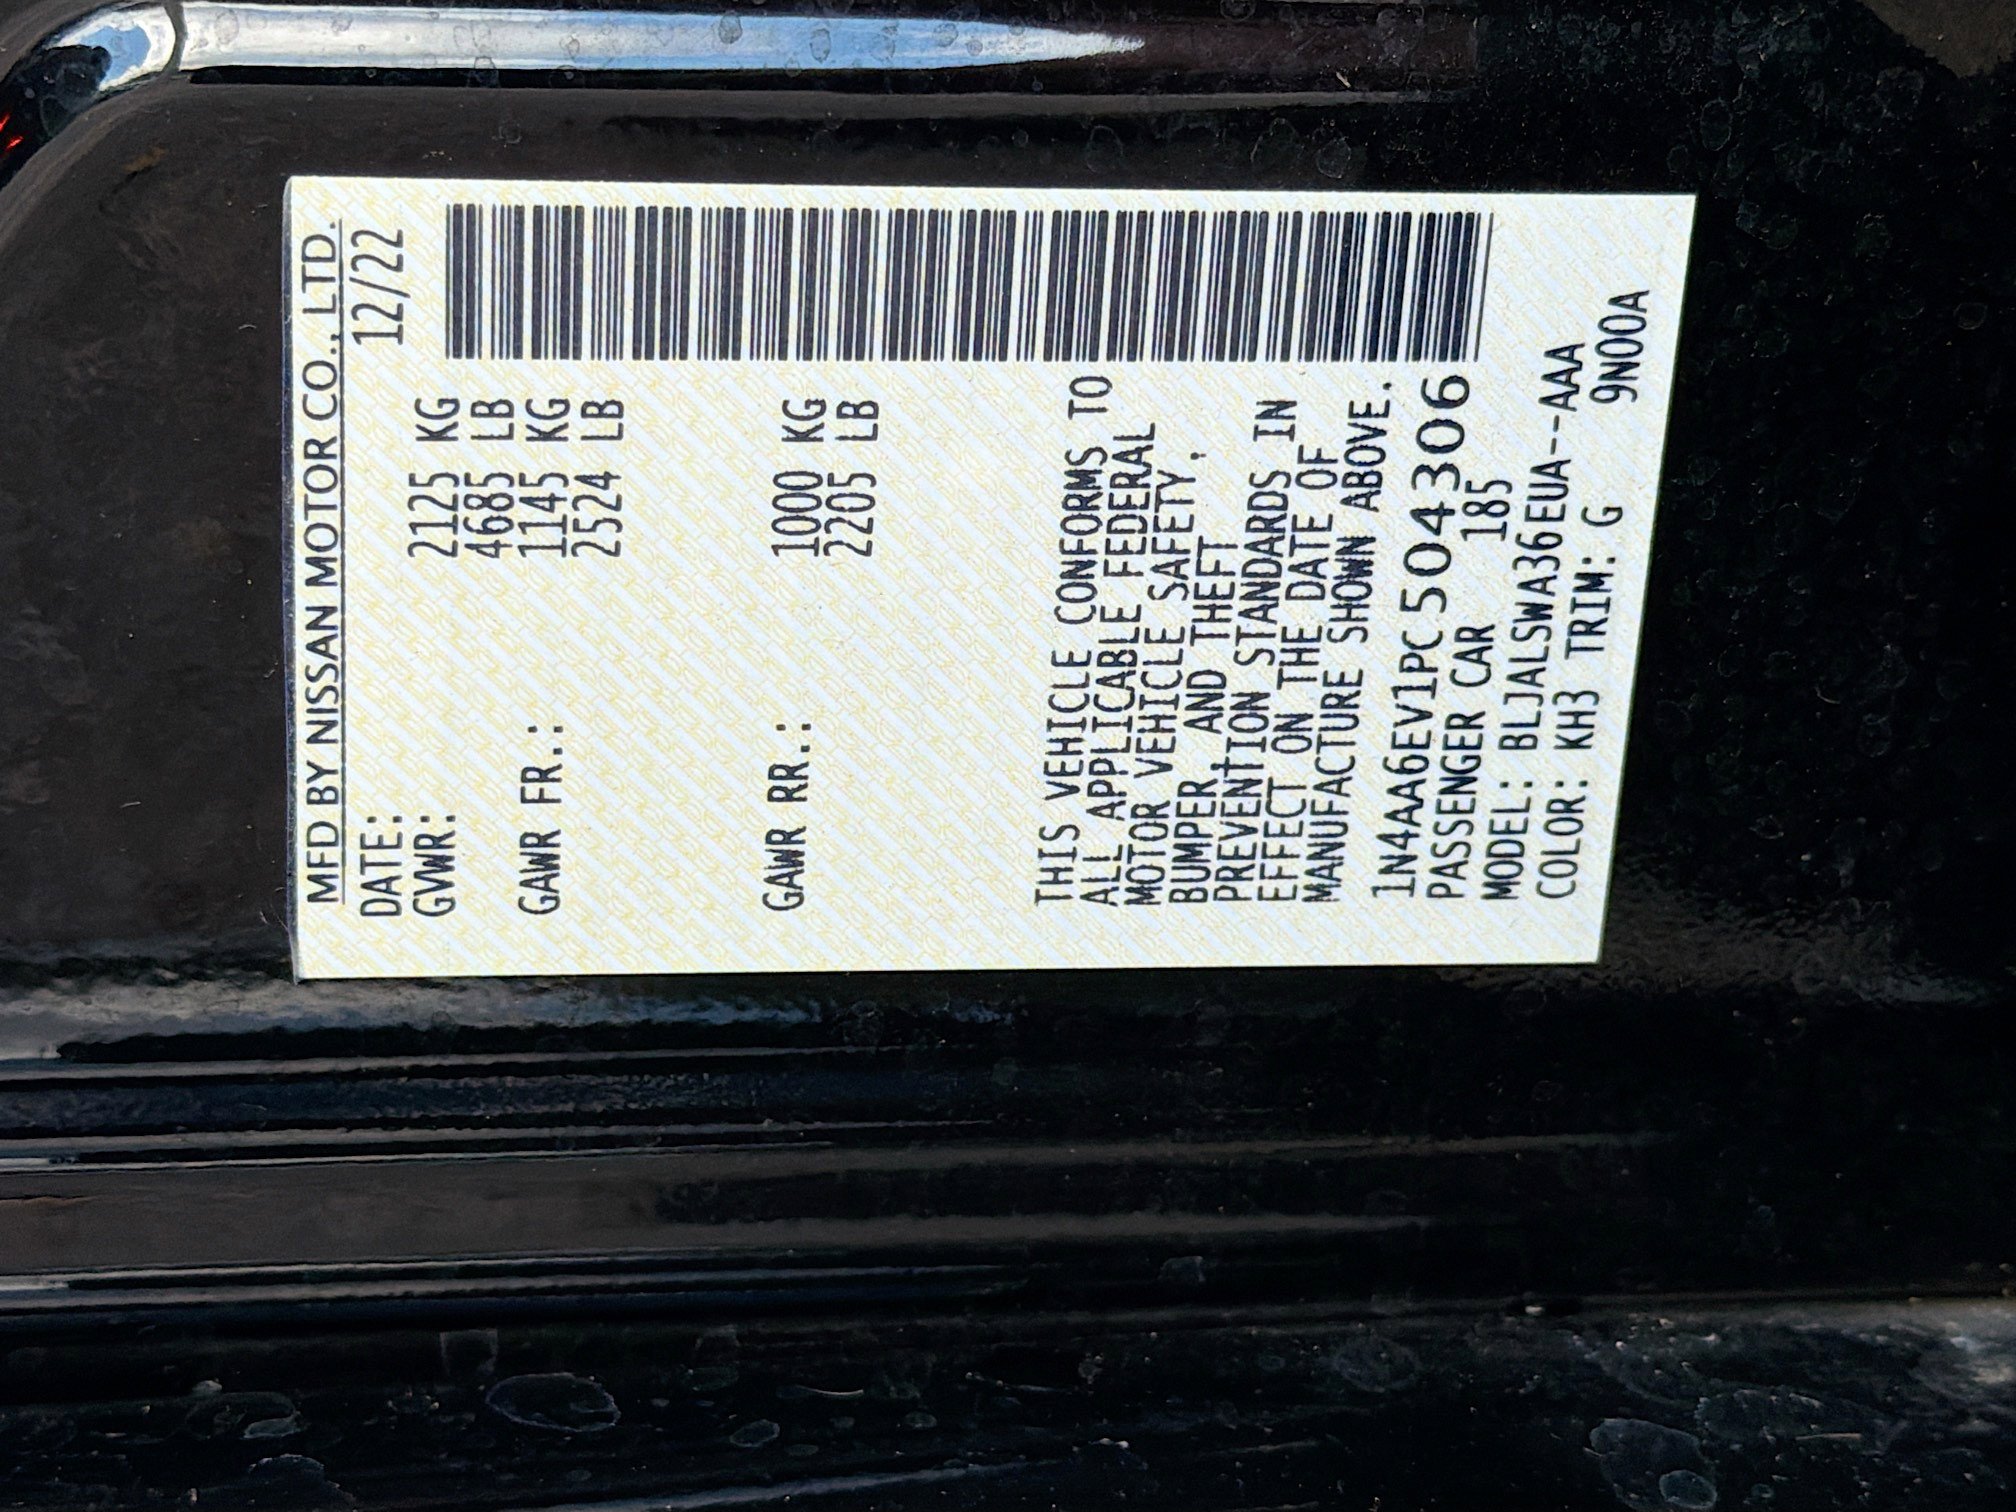 MFD BY NISSAN MOTOR CO., LTD.
DATE: 12/22
GVWR: 2125 KG
4685 LB
GAWR FR.: 1145 KG
2524 LB
GAWR RR.: 1000 KG
2205 LB
THIS VEHICLE CONFORMS TO
ALL APPLICABLE FEDERAL
MOTOR VEHICLE SAFETY,
BUMPER, AND THEFT
PREVENTION STANDARDS IN
EFFECT ON THE DATE OF
MANUFACTURE SHOWN ABOVE.
1N4AA6EV1PC504306
PASSENGER CAR 185
MODEL: BLJALSWA36EUA--AAA
COLOR: KH3 TRIM: G 9N00A